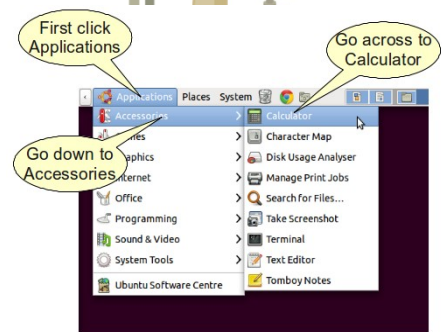 First click
Applications
Go across to
Calculator
Applications Places System
Accessories
Calculator
Go down to
Accessories
Character Map
Disk Usage Analyser
Manage Print Jobs
Office
Search for Files...
Programming
Take Screenshot
Sound & Video
Terminal
System Tools
Text Editor
Ubuntu Software Centre
Tomboy Notes